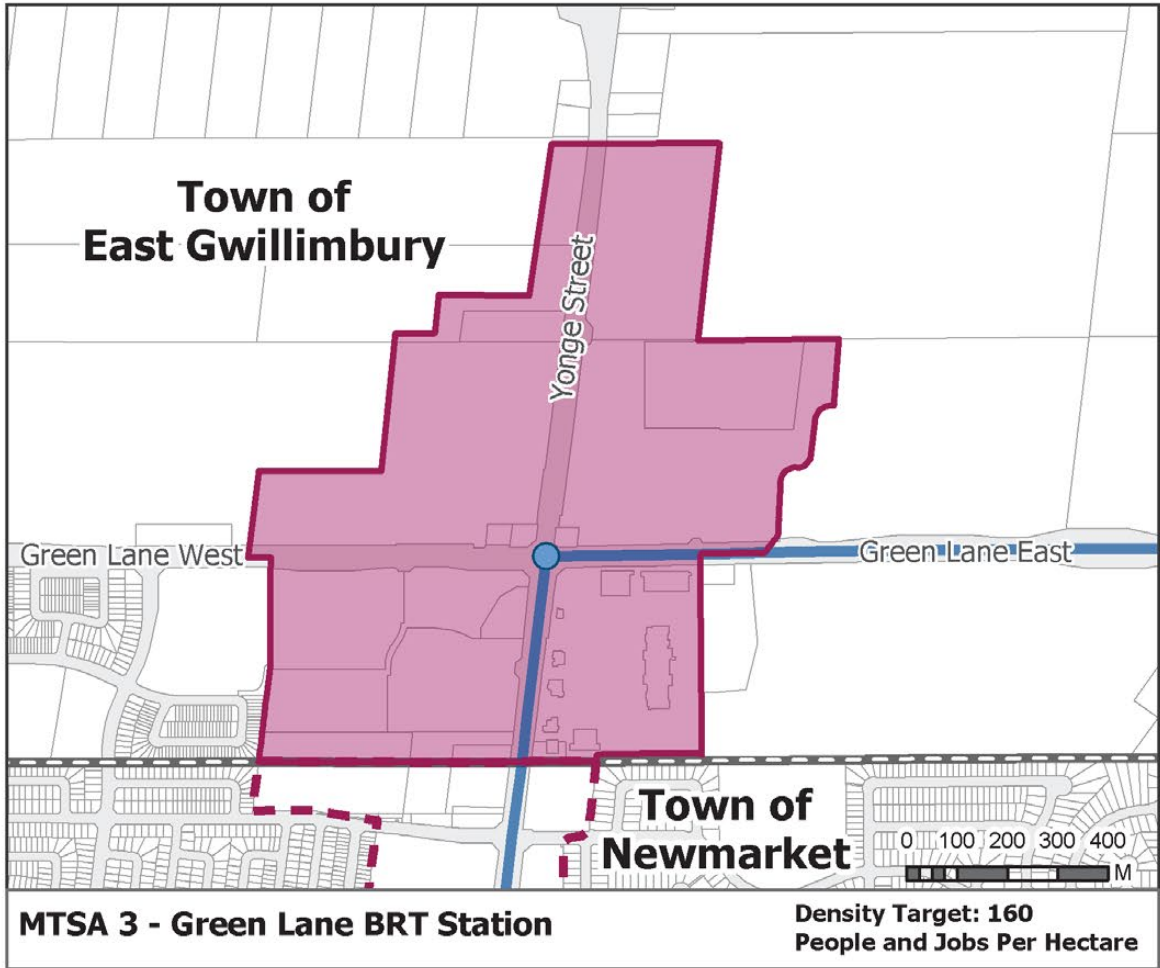 Town of
East Gwillimbury
Yonge Street
Green Lane West
Green Lane East
Town of
Newmarket
0 100 200 300 400
M
MTSA 3 - Green Lane BRT Station
Density Target: 160
People and Jobs Per Hectare